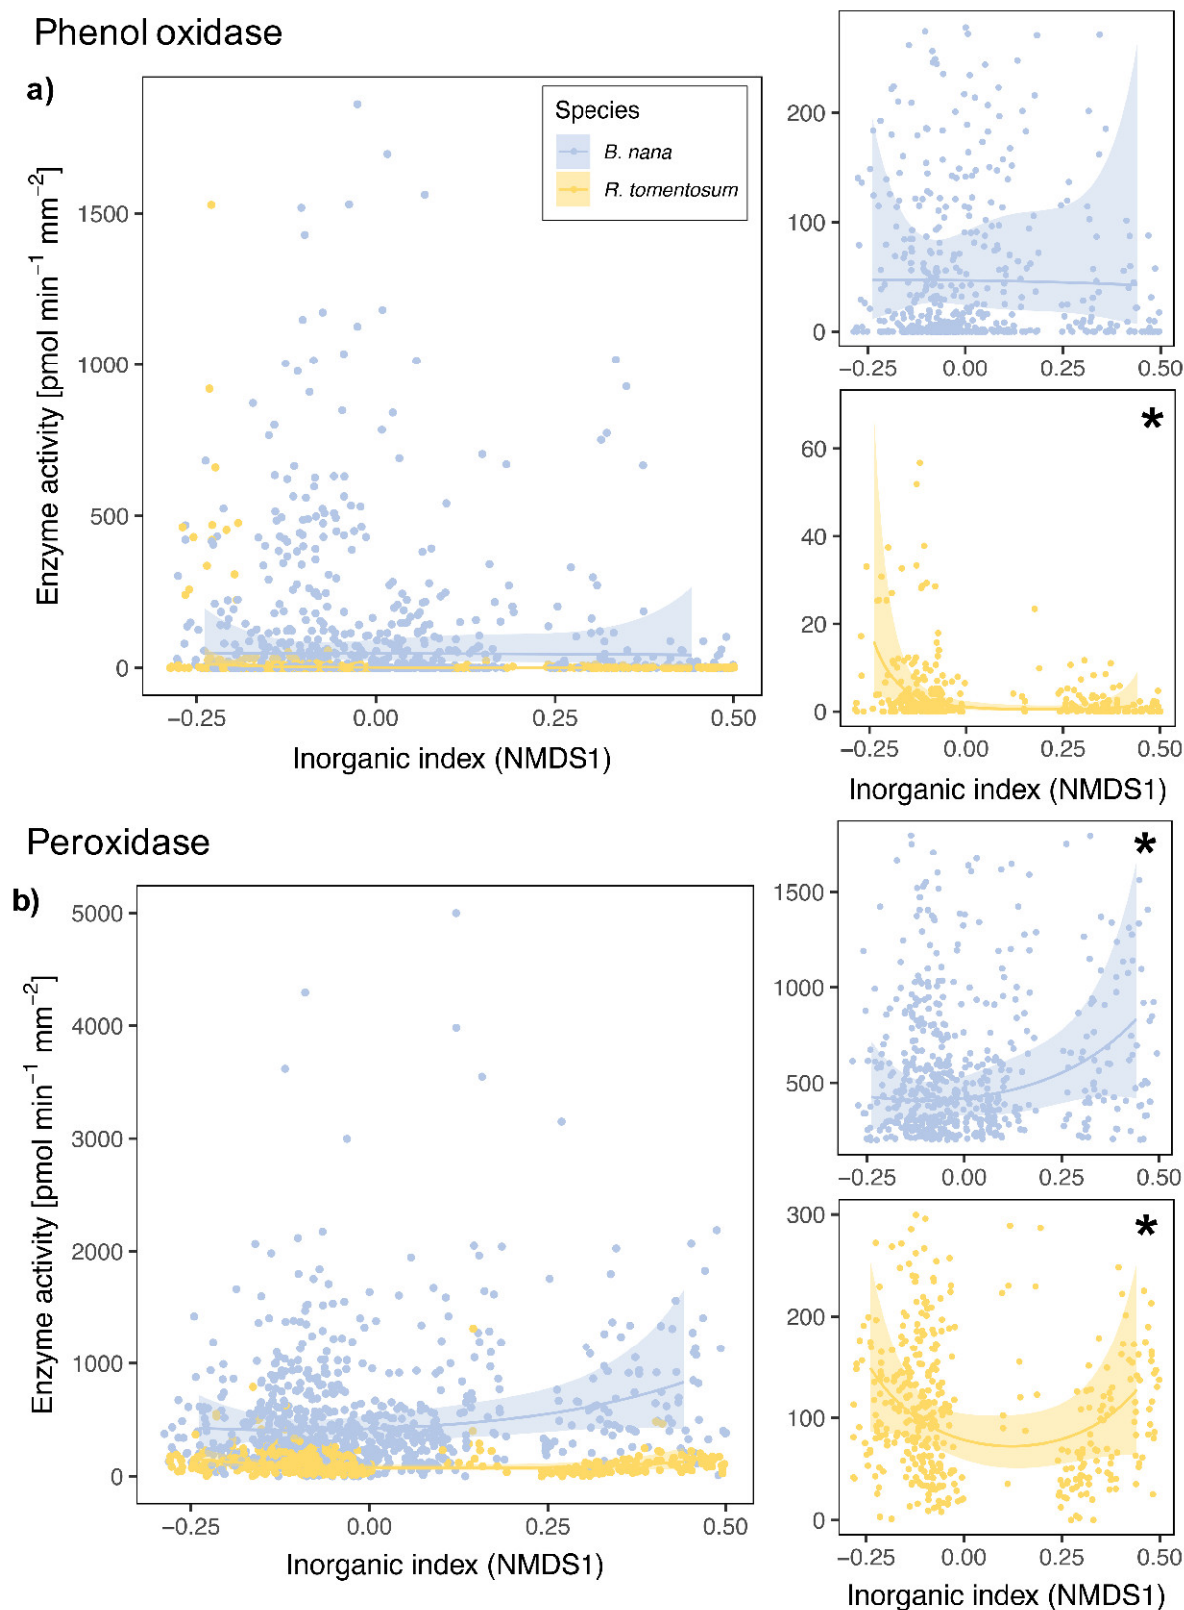 Phenol oxidase
a)
Enzyme activity [pmol min⁻¹ mm⁻²]
1500
1000
500
0
−0.25 0.00 0.25 0.50
Inorganic index (NMDS1)
Species
B. nana
R. tomentosum
200
100
0
−0.25 0.00 0.25 0.50
*
60
40
20
0
−0.25 0.00 0.25 0.50
Inorganic index (NMDS1)
Peroxidase
b)
Enzyme activity [pmol min⁻¹ mm⁻²]
5000
4000
3000
2000
1000
0
−0.25 0.00 0.25 0.50
Inorganic index (NMDS1)
*
1500
1000
500
−0.25 0.00 0.25 0.50
*
300
200
100
0
−0.25 0.00 0.25 0.50
Inorganic index (NMDS1)